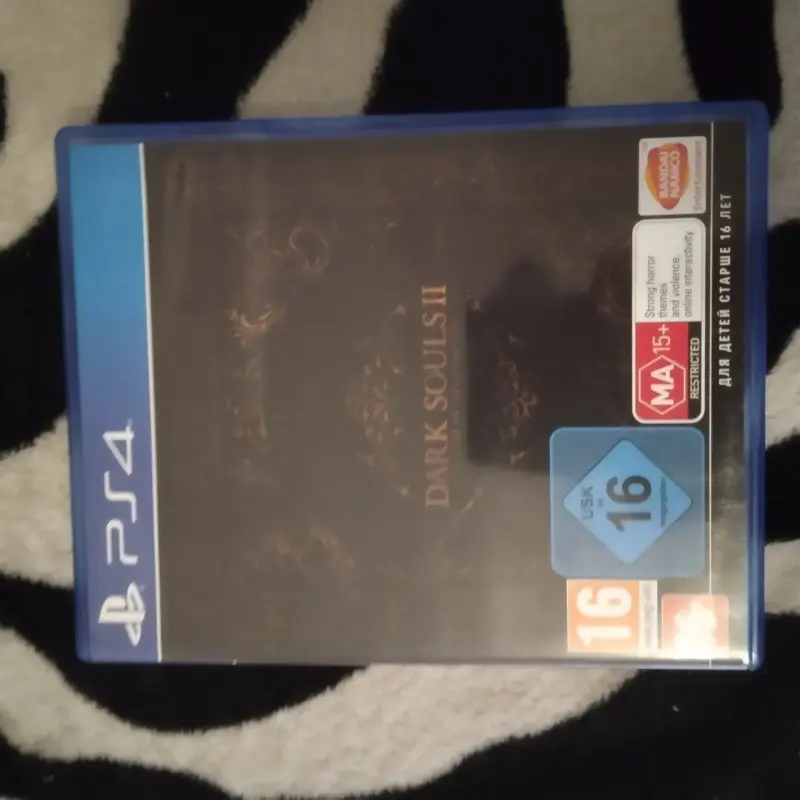 PS4
DARK SOULS II
16
USK
16
MA 15+
RESTRICTED
Strong horror
themes
and violence,
online interactivity
BANDAI
NAMCO
Entertainment
ДЛЯ ДЕТЕЙ СТАРШЕ 16 ЛЕТ